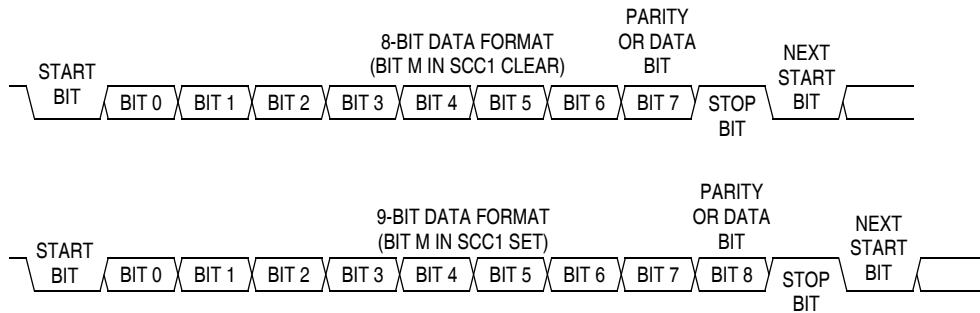 8-BIT DATA FORMAT
(BIT M IN SCC1 CLEAR)
PARITY
OR DATA
BIT
START
BIT
BIT 0
BIT 1
BIT 2
BIT 3
BIT 4
BIT 5
BIT 6
BIT 7
STOP
BIT
NEXT
START
BIT
9-BIT DATA FORMAT
(BIT M IN SCC1 SET)
PARITY
OR DATA
BIT
START
BIT
BIT 0
BIT 1
BIT 2
BIT 3
BIT 4
BIT 5
BIT 6
BIT 7
BIT 8
STOP
BIT
NEXT
START
BIT